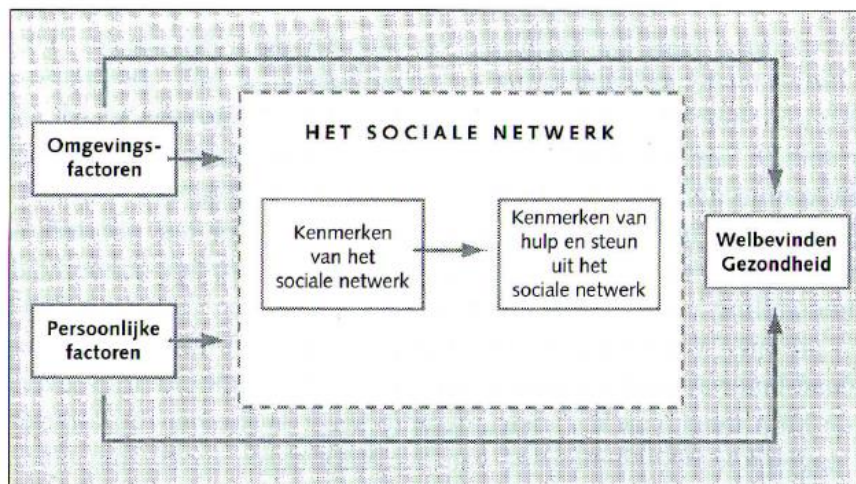 HET SOCIALE NETWERK
Omgevings-
factoren
Persoonlijke
factoren
Kenmerken
van het
sociale netwerk
Kenmerken van
hulp en steun
uit het
sociale netwerk
Welbevinden
Gezondheid